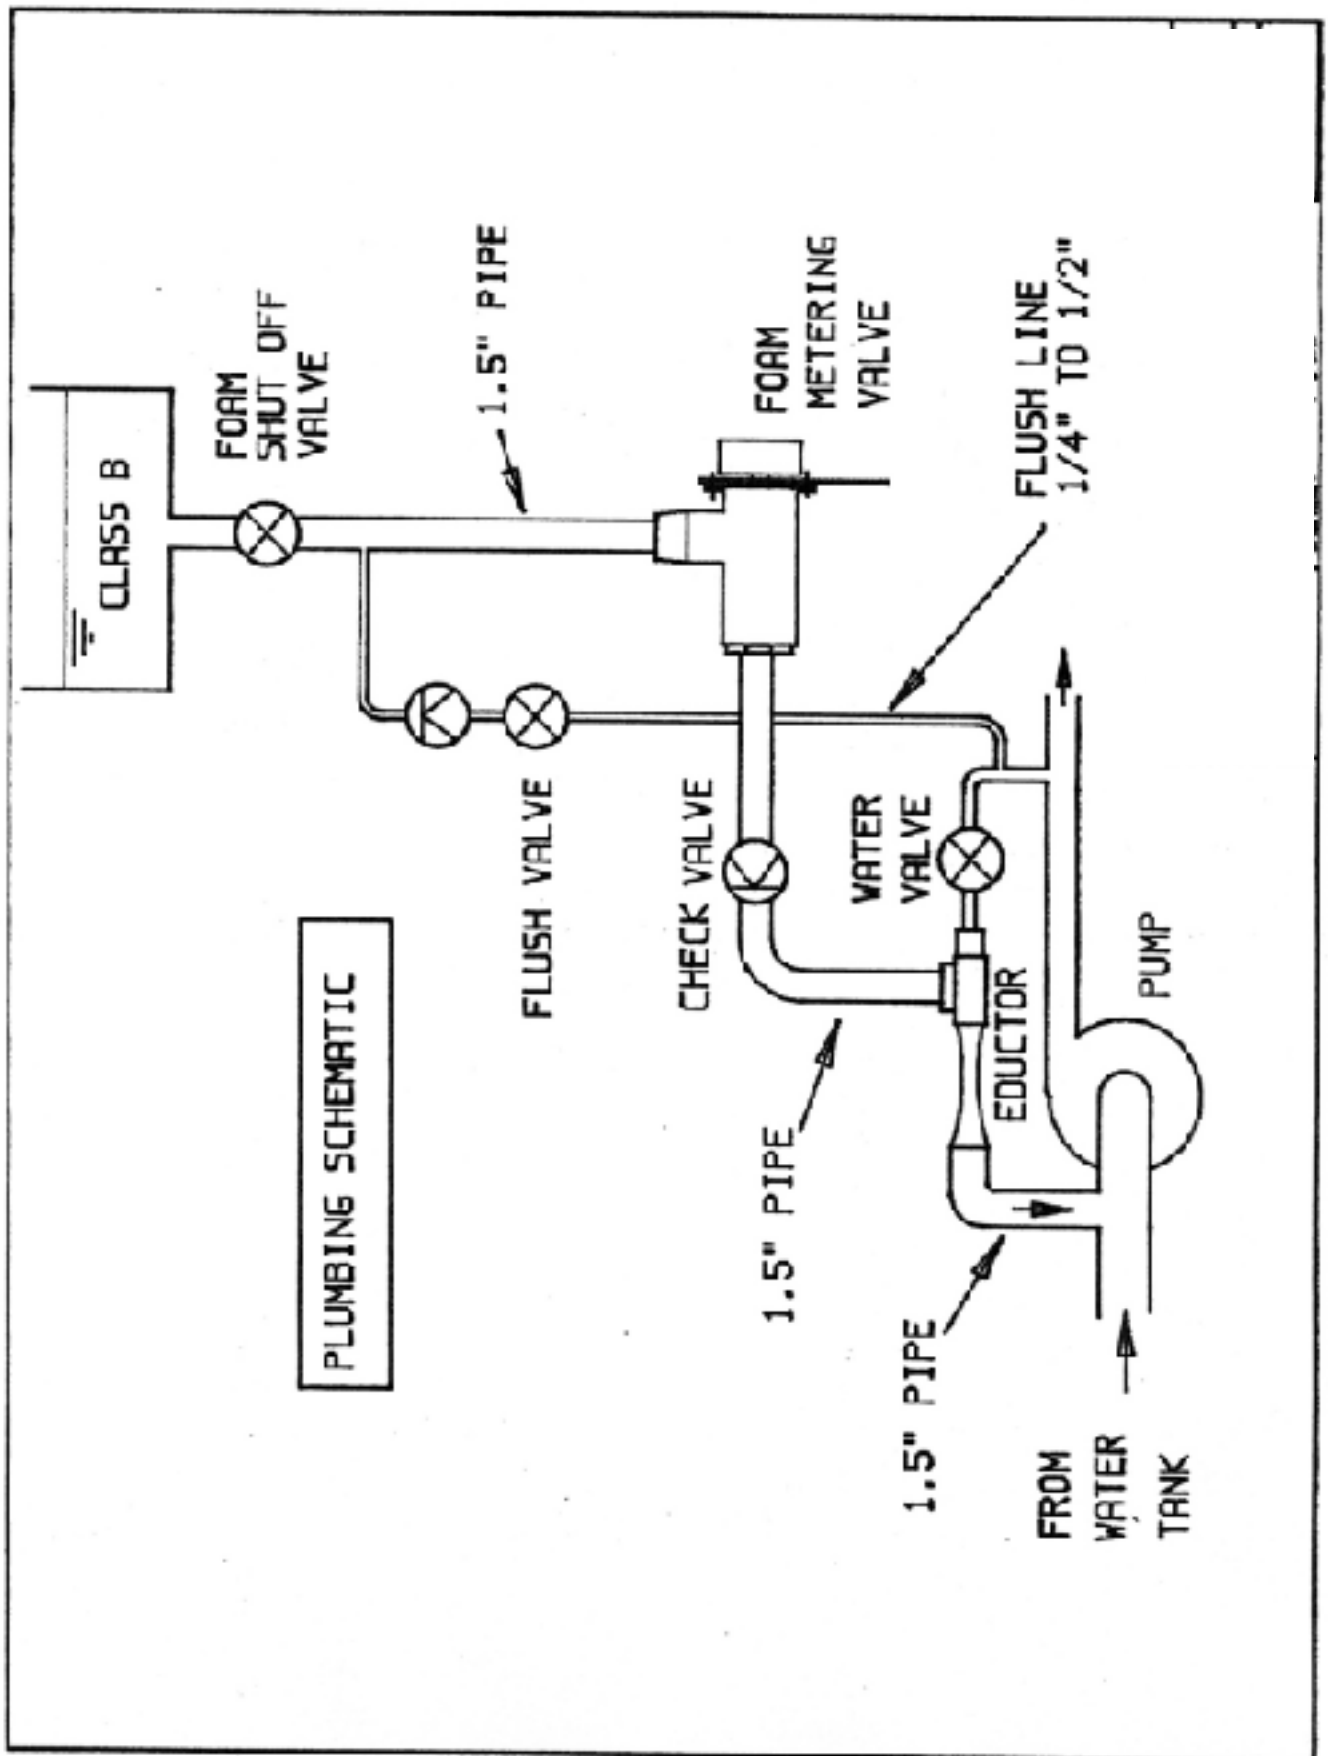 PLUMBING SCHEMATIC
CLASS B
FOAM
SHUT OFF
VALVE
1.5" PIPE
FLUSH VALVE
FOAM
METERING
VALVE
CHECK VALVE
FLUSH LINE
1/4" TO 1/2"
WATER
VALVE
1.5" PIPE
EDUCTOR
1.5" PIPE
PUMP
FROM
WATER
TANK